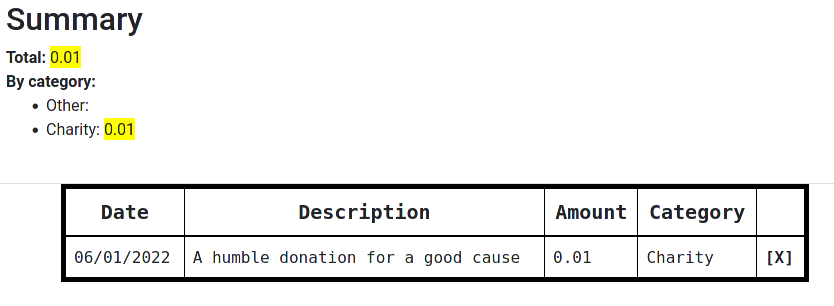 Summary
Total: 0.01
By category:
• Other:
• Charity: 0.01
Date Description Amount Category
06/01/2022 A humble donation for a good cause 0.01 Charity [X]